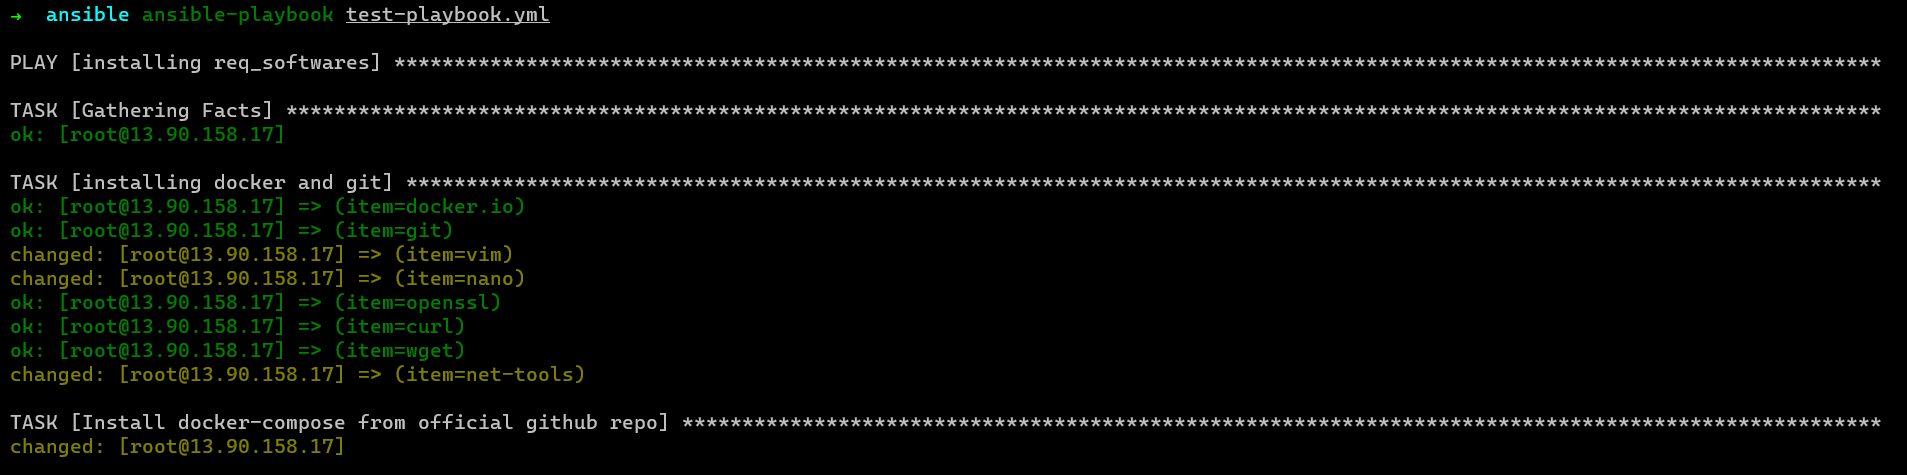 →  ansible ansible-playbook test-playbook.yml
PLAY [installing req_softwares] ****************************************************************************************************************************
TASK [Gathering Facts] *************************************************************************************************************************************
ok: [root@13.90.158.17]
TASK [installing docker and git] ***************************************************************************************************************************
ok: [root@13.90.158.17] => (item=docker.io)
ok: [root@13.90.158.17] => (item=git)
changed: [root@13.90.158.17] => (item=vim)
changed: [root@13.90.158.17] => (item=nano)
ok: [root@13.90.158.17] => (item=openssl)
ok: [root@13.90.158.17] => (item=curl)
ok: [root@13.90.158.17] => (item=wget)
changed: [root@13.90.158.17] => (item=net-tools)
TASK [Install docker-compose from official github repo] ****************************************************************************************************
changed: [root@13.90.158.17]